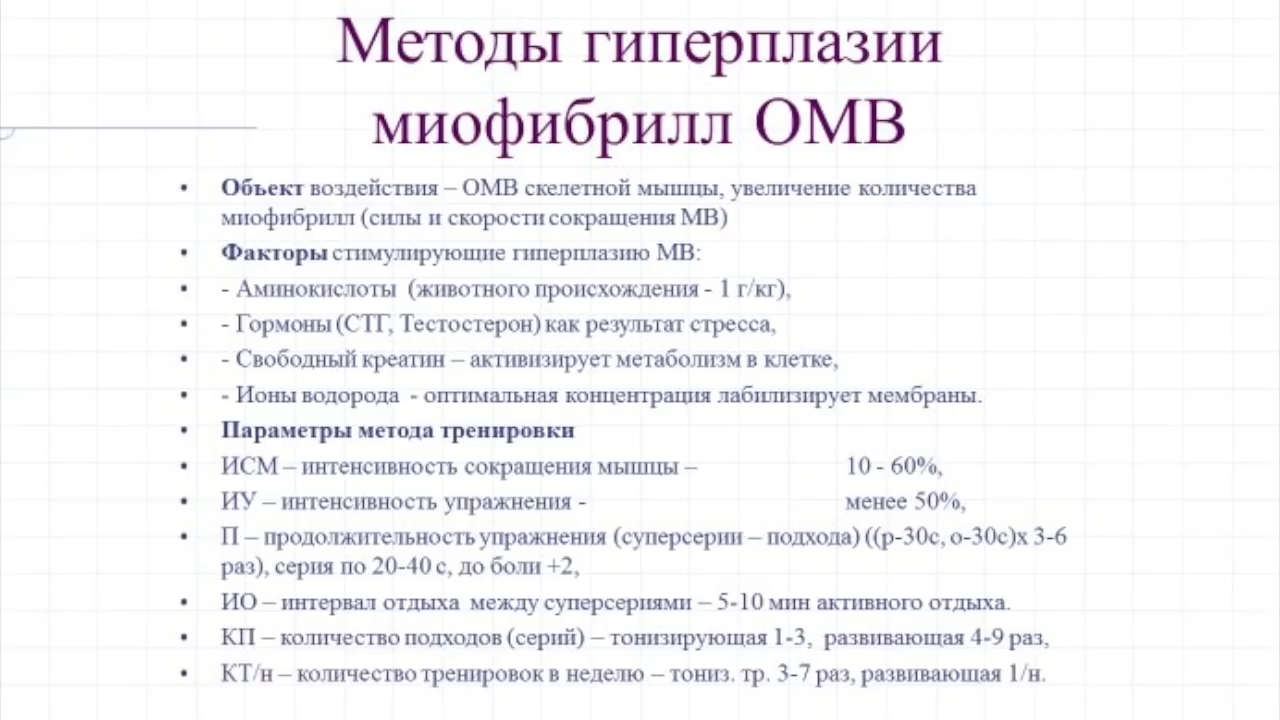 Методы гиперплазии
миофибрилл ОМВ
• Объект воздействия – ОМВ скелетной мышцы, увеличение количества
миофибрилл (силы и скорости сокращения МВ)
• Факторы стимулирующие гиперплазию МВ:
• - Аминокислоты (животного происхождения - 1 г/кг),
• - Гормоны (СТГ, Тестостерон) как результат стресса,
• - Свободный креатин – активизирует метаболизм в клетке,
• - Ионы водорода - оптимальная концентрация лабилизирует мембраны.
• Параметры метода тренировки
• ИСМ – интенсивность сокращения мышцы – 10 - 60%,
• ИУ – интенсивность упражнения - менее 50%,
• П – продолжительность упражнения (суперсерии – подхода) ((р-30с, о-30с)х 3-6
раз), серия по 20-40 с, до боли +2,
• ИО – интервал отдыха между суперсериями – 5-10 мин активного отдыха.
• КП – количество подходов (серий) – тонизирующая 1-3, развивающая 4-9 раз,
• КТ/н – количество тренировок в неделю – тониз. тр. 3-7 раз, развивающая 1/н.